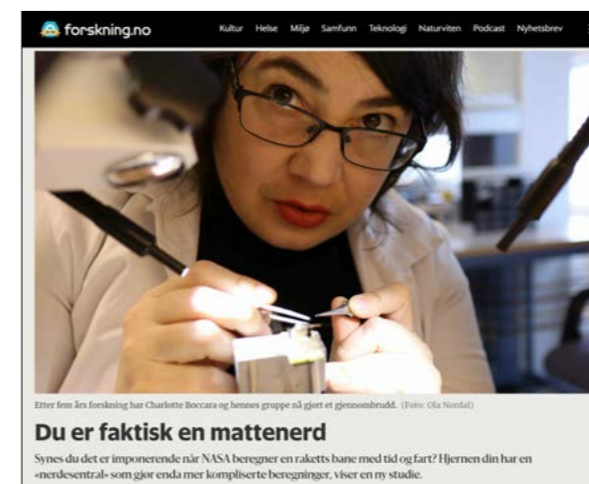 forskning.no
Kultur Helse Miljø Samfunn Teknologi Naturviten Podcast Nyhetsbrev
Etter fem års forskning har Charlotte Boccara og hennes gruppe nå gjort et gjennombrudd. (Foto: Ola Nordal)
Du er faktisk en mattenerd
Synes du det er imponerende når NASA beregner en raketts bane med tid og fart? Hjernen din har en
«nerdesentral» som gjør enda mer kompliserte beregninger, viser en ny studie.